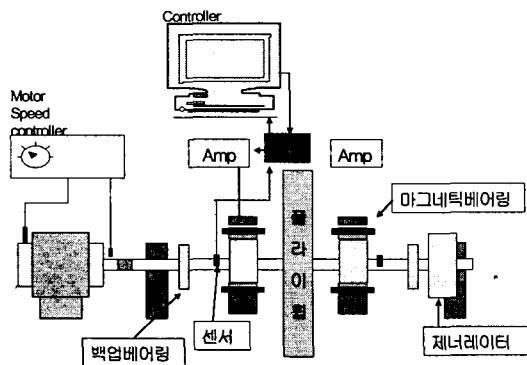 Controller
Motor
Speed
controller
Amp
Amp
플라이휠
마그네틱베어링
센서
백업베어링
제너레이터